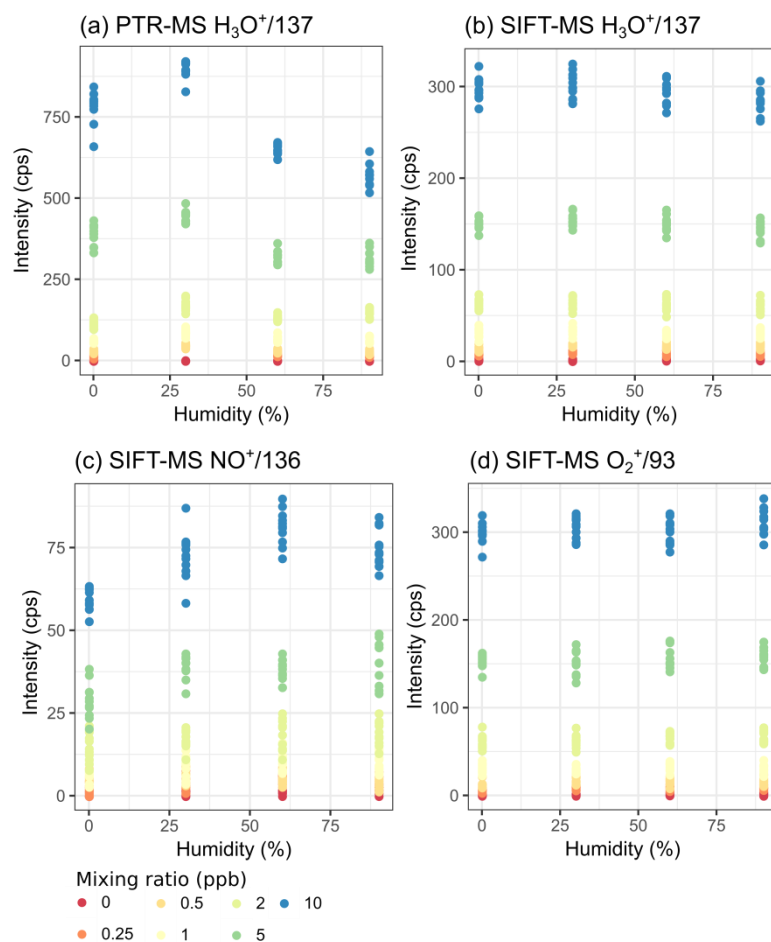 (a) PTR-MS H₃O⁺/137
(b) SIFT-MS H₃O⁺/137
Intensity (cps)
750
500
250
0
0 25 50 75
Humidity (%)
Intensity (cps)
300
200
100
0
0 25 50 75
Humidity (%)
(c) SIFT-MS NO⁺/136
(d) SIFT-MS O₂⁺/93
Intensity (cps)
75
50
25
0
0 25 50 75
Humidity (%)
Intensity (cps)
300
200
100
0
0 25 50 75
Humidity (%)
Mixing ratio (ppb)
0 0.5 2 10
0.25 1 5